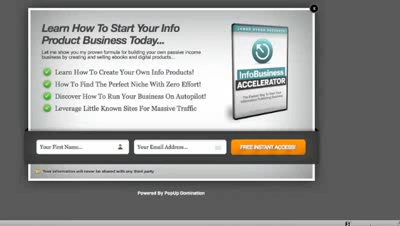 x
Learn How To Start Your Info
Product Business Today...
Let me show you my proven formula for building your own passive income
business by creating and selling ebooks and digital products...
Learn How To Create Your Own Info Products!
How To Find The Perfect Niche With Zero Effort!
Discover How To Run Your Business On Autopilot!
Leverage Little Known Sites For Massive Traffic
InfoBusiness
ACCELERATOR
Your First Name...
Your Email Address...
FREE INSTANT ACCESS!
Your information will never be shared with any third party
Powered By PopUp Domination